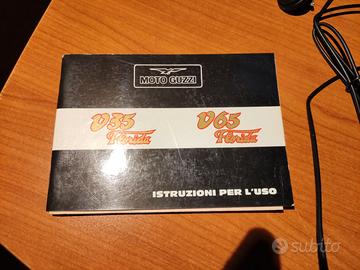 MOTO GUZZI
V35 Florida V65 Florida
ISTRUZIONI PER L'USO
subito